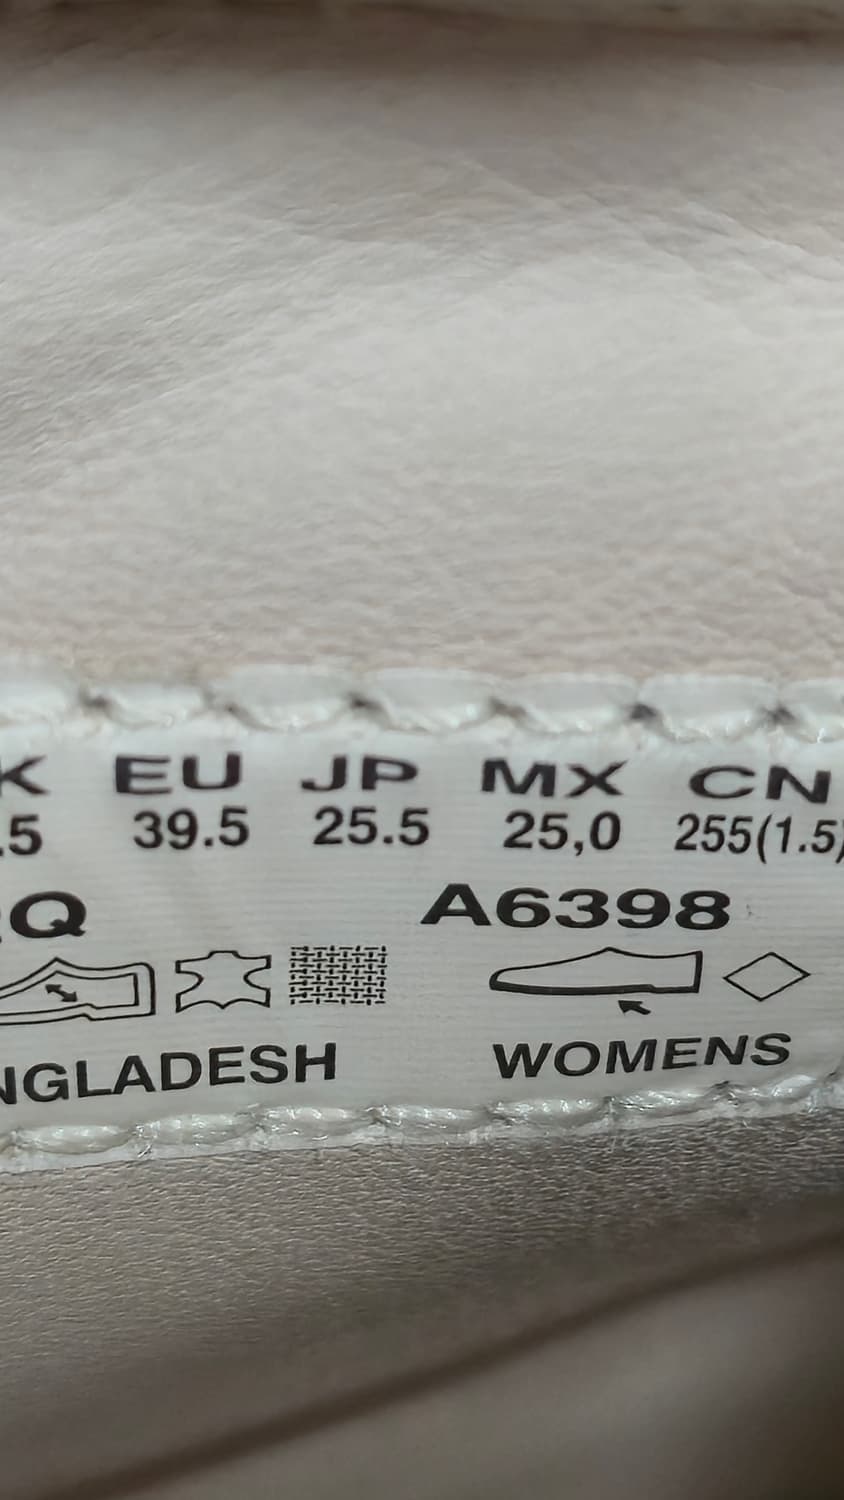 K EU JP MX CN
.5 39.5 25.5 25,0 255(1.5)
Q A6398
NGLADESH WOMENS